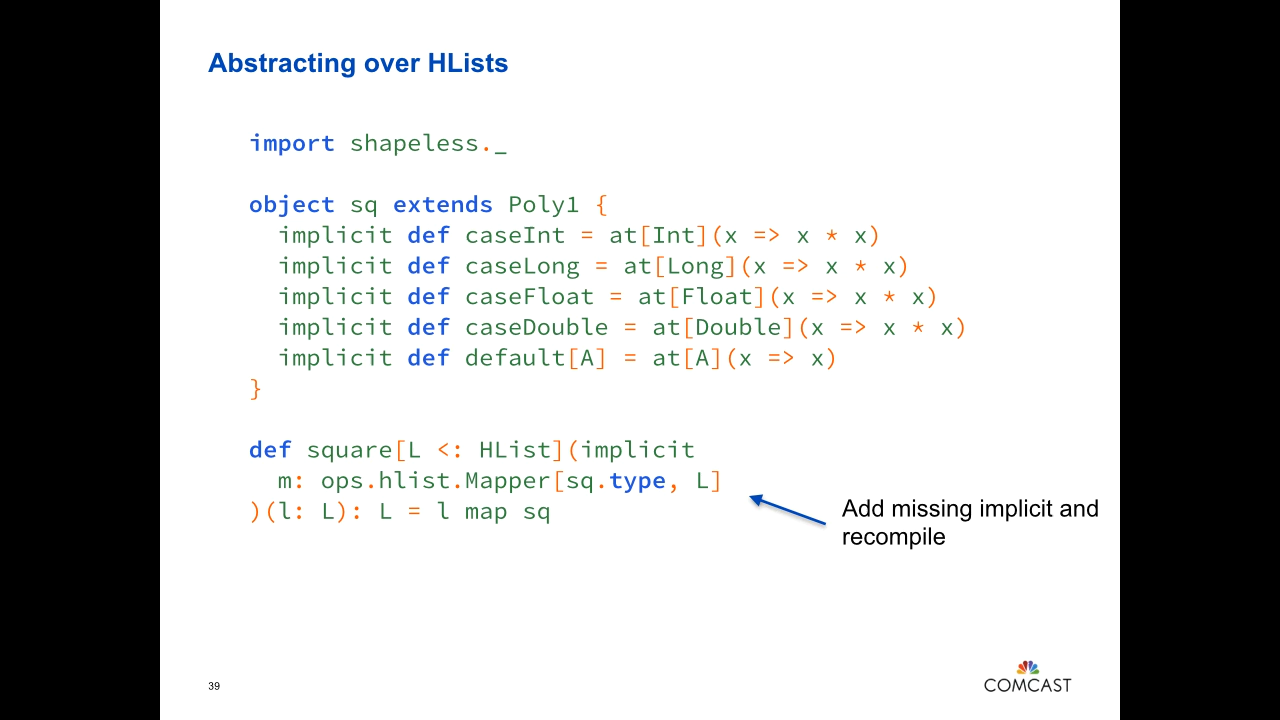 Abstracting over HLists
import shapeless._
object sq extends Poly1 {
  implicit def caseInt = at[Int](x => x * x)
  implicit def caseLong = at[Long](x => x * x)
  implicit def caseFloat = at[Float](x => x * x)
  implicit def caseDouble = at[Double](x => x * x)
  implicit def default[A] = at[A](x => x)
}
def square[L <: HList](implicit
  m: ops.hlist.Mapper[sq.type, L]
)(l: L): L = l map sq
Add missing implicit and
recompile
39
COMCAST